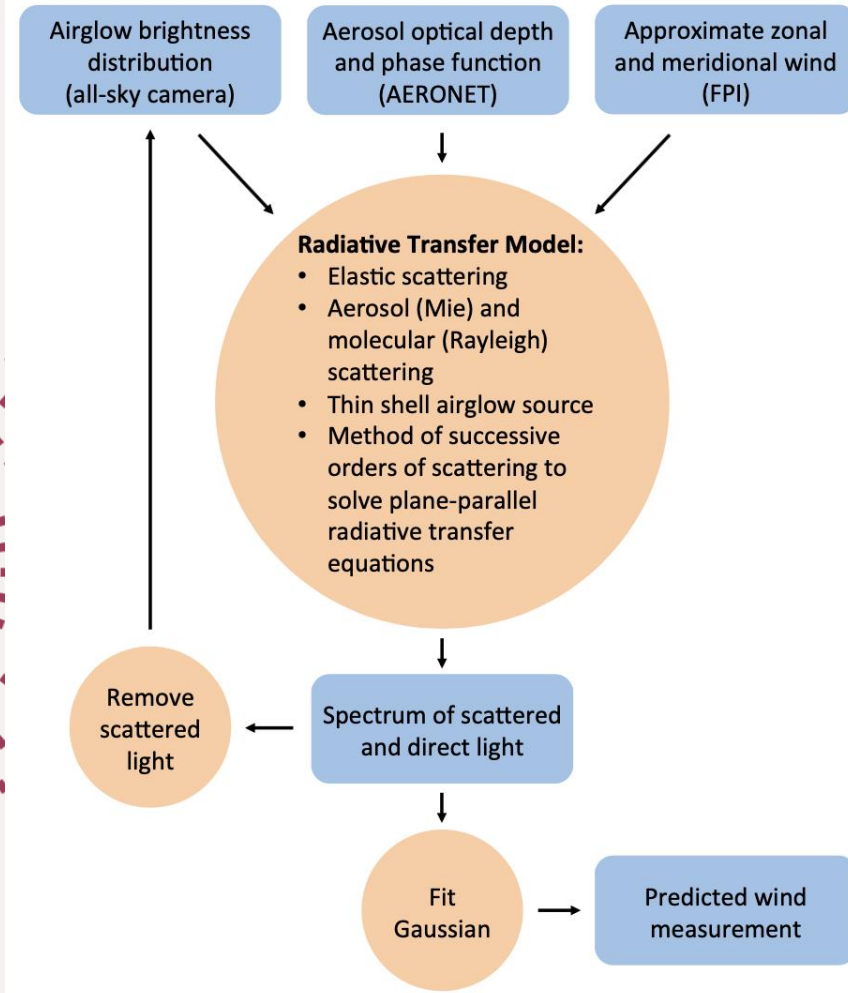 Airglow brightness
distribution
(all-sky camera)
Aerosol optical depth
and phase function
(AERONET)
Approximate zonal
and meridional wind
(FPI)
Radiative Transfer Model:
• Elastic scattering
• Aerosol (Mie) and
molecular (Rayleigh)
scattering
• Thin shell airglow source
• Method of successive
orders of scattering to
solve plane-parallel
radiative transfer
equations
Remove
scattered
light
Spectrum of scattered
and direct light
Fit
Gaussian
Predicted wind
measurement